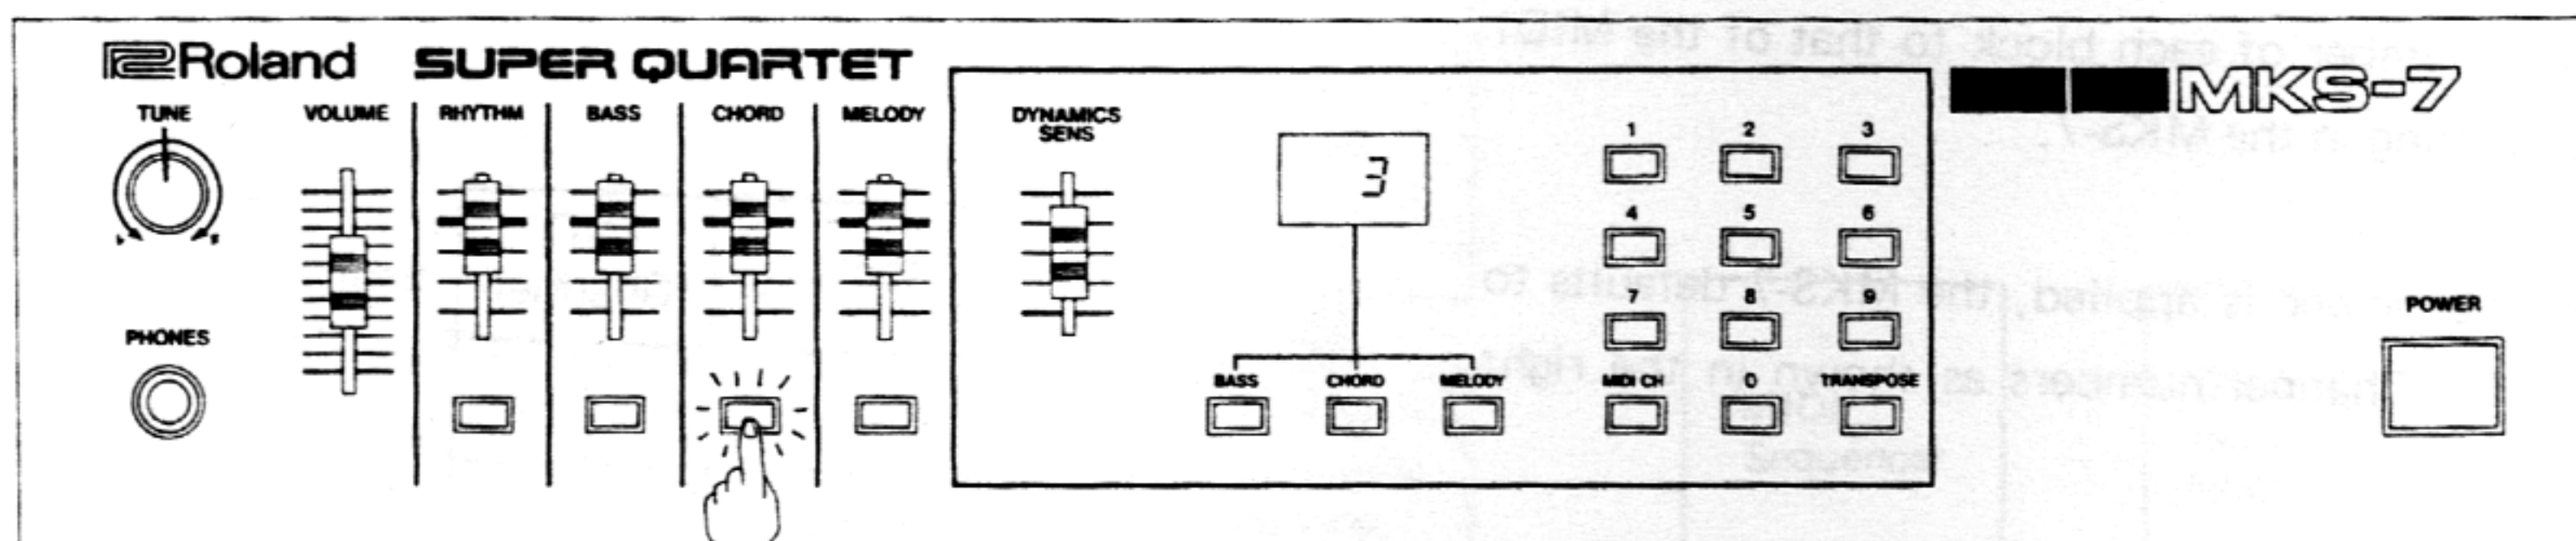 Roland SUPER QUARTET
MKS-7
TUNE
VOLUME
RHYTHM
BASS
CHORD
MELODY
DYNAMICS
SENS
3
1 2 3
4 5 6
7 8 9
PHONES
POWER
BASS CHORD MELODY
MIDI CH 0 TRANSPOSE